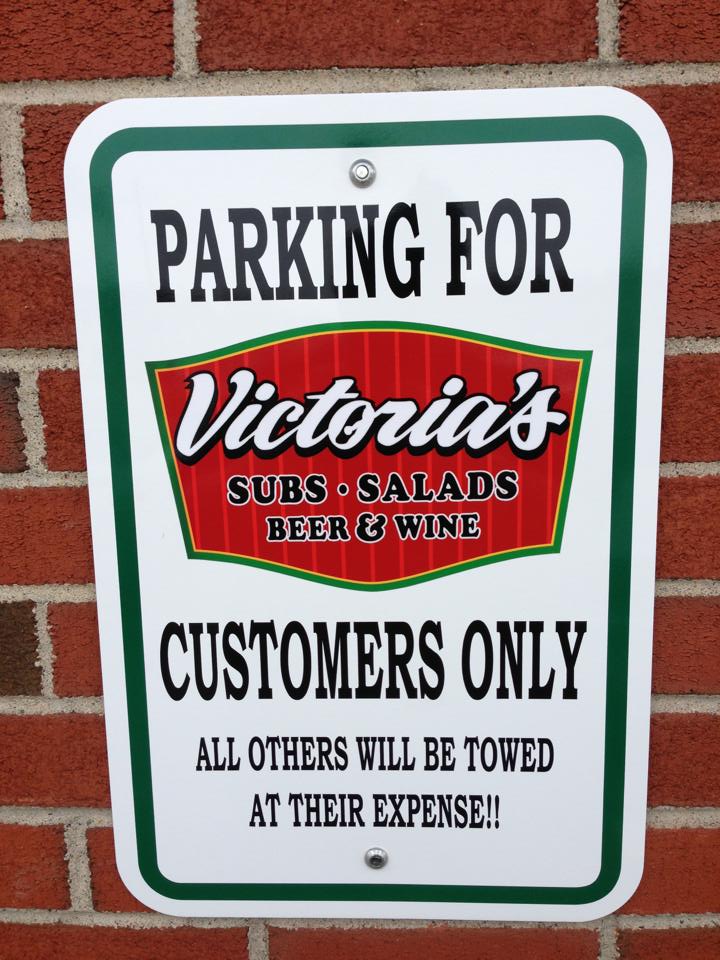 PARKING FOR
Victoria's
SUBS • SALADS
BEER & WINE
CUSTOMERS ONLY
ALL OTHERS WILL BE TOWED
AT THEIR EXPENSE!!